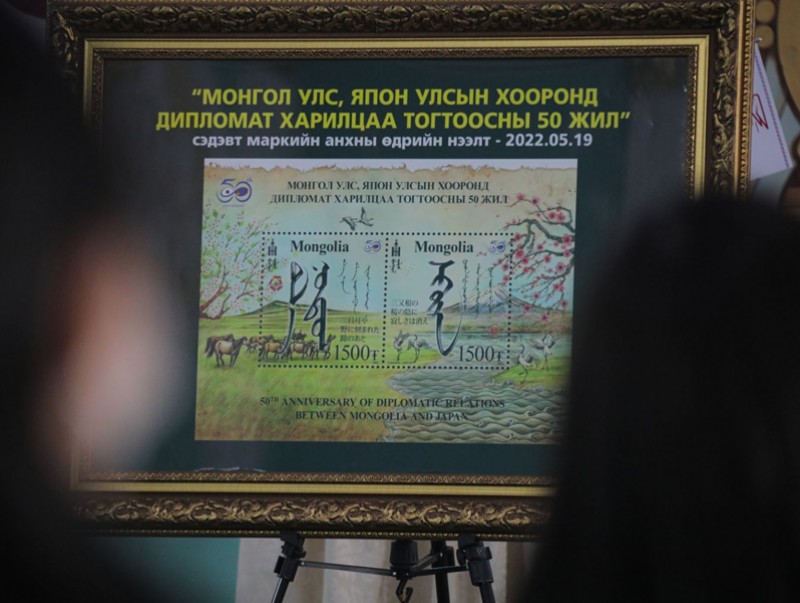 “МОНГОЛ УЛС, ЯПОН УЛСЫН ХООРОНД
ДИПЛОМАТ ХАРИЛЦАА ТОГТООСНЫ 50 ЖИЛ”
сэдэвт маркийн анхны өдрийн нээлт - 2022.05.19
50
МОНГОЛ УЛС, ЯПОН УЛСЫН ХООРОНД
ДИПЛОМАТ ХАРИЛЦАА ТОГТООСНЫ 50 ЖИЛ
Mongolia
1500₮
Mongolia
1500₮
50TH ANNIVERSARY OF DIPLOMATIC RELATIONS
BETWEEN MONGOLIA AND JAPAN